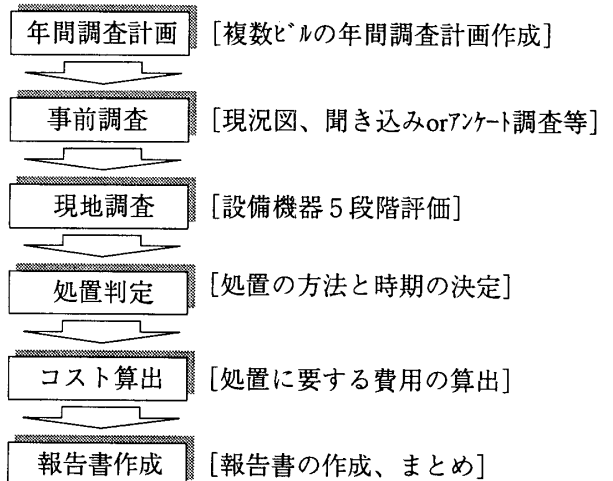 年間調査計画 [複数ﾋﾞﾙの年間調査計画作成]
事前調査 [現況図、聞き込みorｱﾝｹｰﾄ調査等]
現地調査 [設備機器５段階評価]
処置判定 [処置の方法と時期の決定]
コスト算出 [処置に要する費用の算出]
報告書作成 [報告書の作成、まとめ]